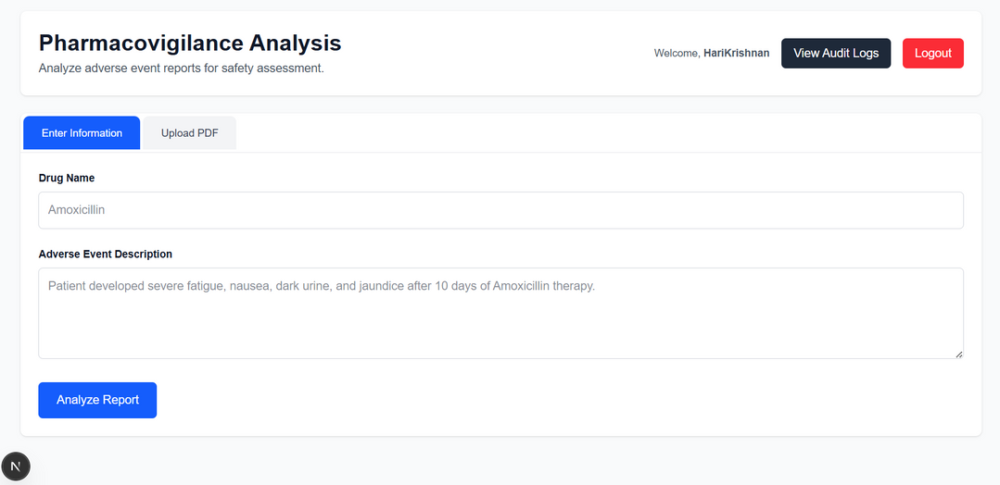 Pharmacovigilance Analysis
Analyze adverse event reports for safety assessment.
Welcome, HariKrishnan
View Audit Logs
Logout
Enter Information
Upload PDF
Drug Name
Amoxicillin
Adverse Event Description
Patient developed severe fatigue, nausea, dark urine, and jaundice after 10 days of Amoxicillin therapy.
Analyze Report
N